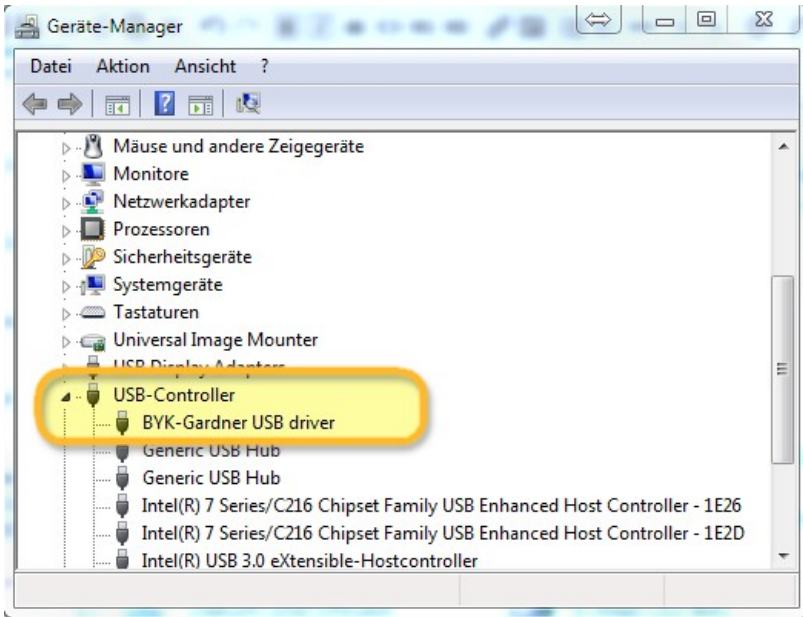 Geräte-Manager
Datei Aktion Ansicht ?
Mäuse und andere Zeigegeräte
Monitore
Netzwerkadapter
Prozessoren
Sicherheitsgeräte
Systemgeräte
Tastaturen
Universal Image Mounter
USB Display Adapters
USB-Controller
BYK-Gardner USB driver
Generic USB Hub
Generic USB Hub
Intel(R) 7 Series/C216 Chipset Family USB Enhanced Host Controller - 1E26
Intel(R) 7 Series/C216 Chipset Family USB Enhanced Host Controller - 1E2D
Intel(R) USB 3.0 eXtensible-Hostcontroller